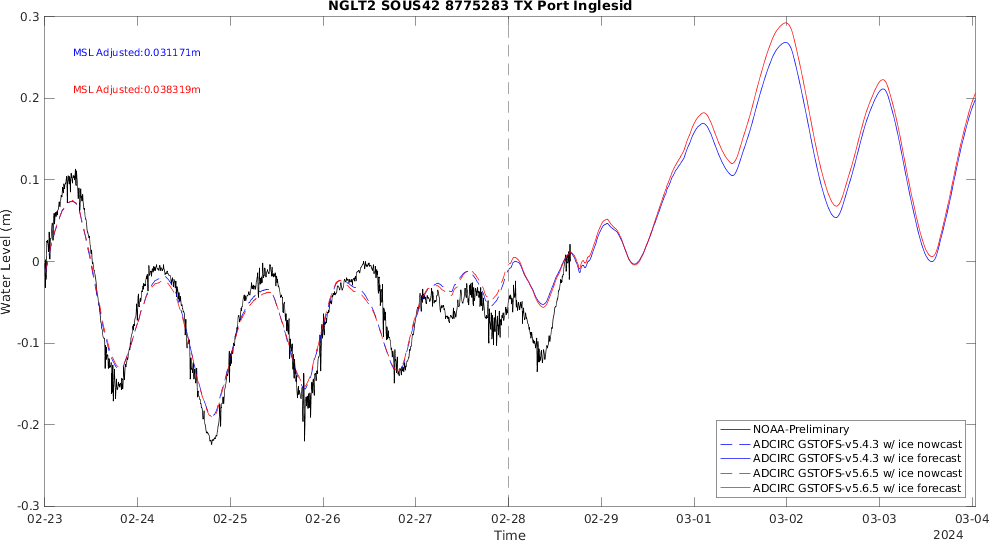 NGLT2 SOUS42 8775283 TX Port Inglesid
0.3
MSL Adjusted:0.031171m
MSL Adjusted:0.038319m
0.2
0.1
0
-0.1
-0.2
-0.3
Water Level (m)
NOAA-Preliminary
ADCIRC GSTOFS-v5.4.3 w/ ice nowcast
ADCIRC GSTOFS-v5.4.3 w/ ice forecast
ADCIRC GSTOFS-v5.6.5 w/ ice nowcast
ADCIRC GSTOFS-v5.6.5 w/ ice forecast
02-23 02-24 02-25 02-26 02-27 02-28 02-29 03-01 03-02 03-03 03-04
Time
2024